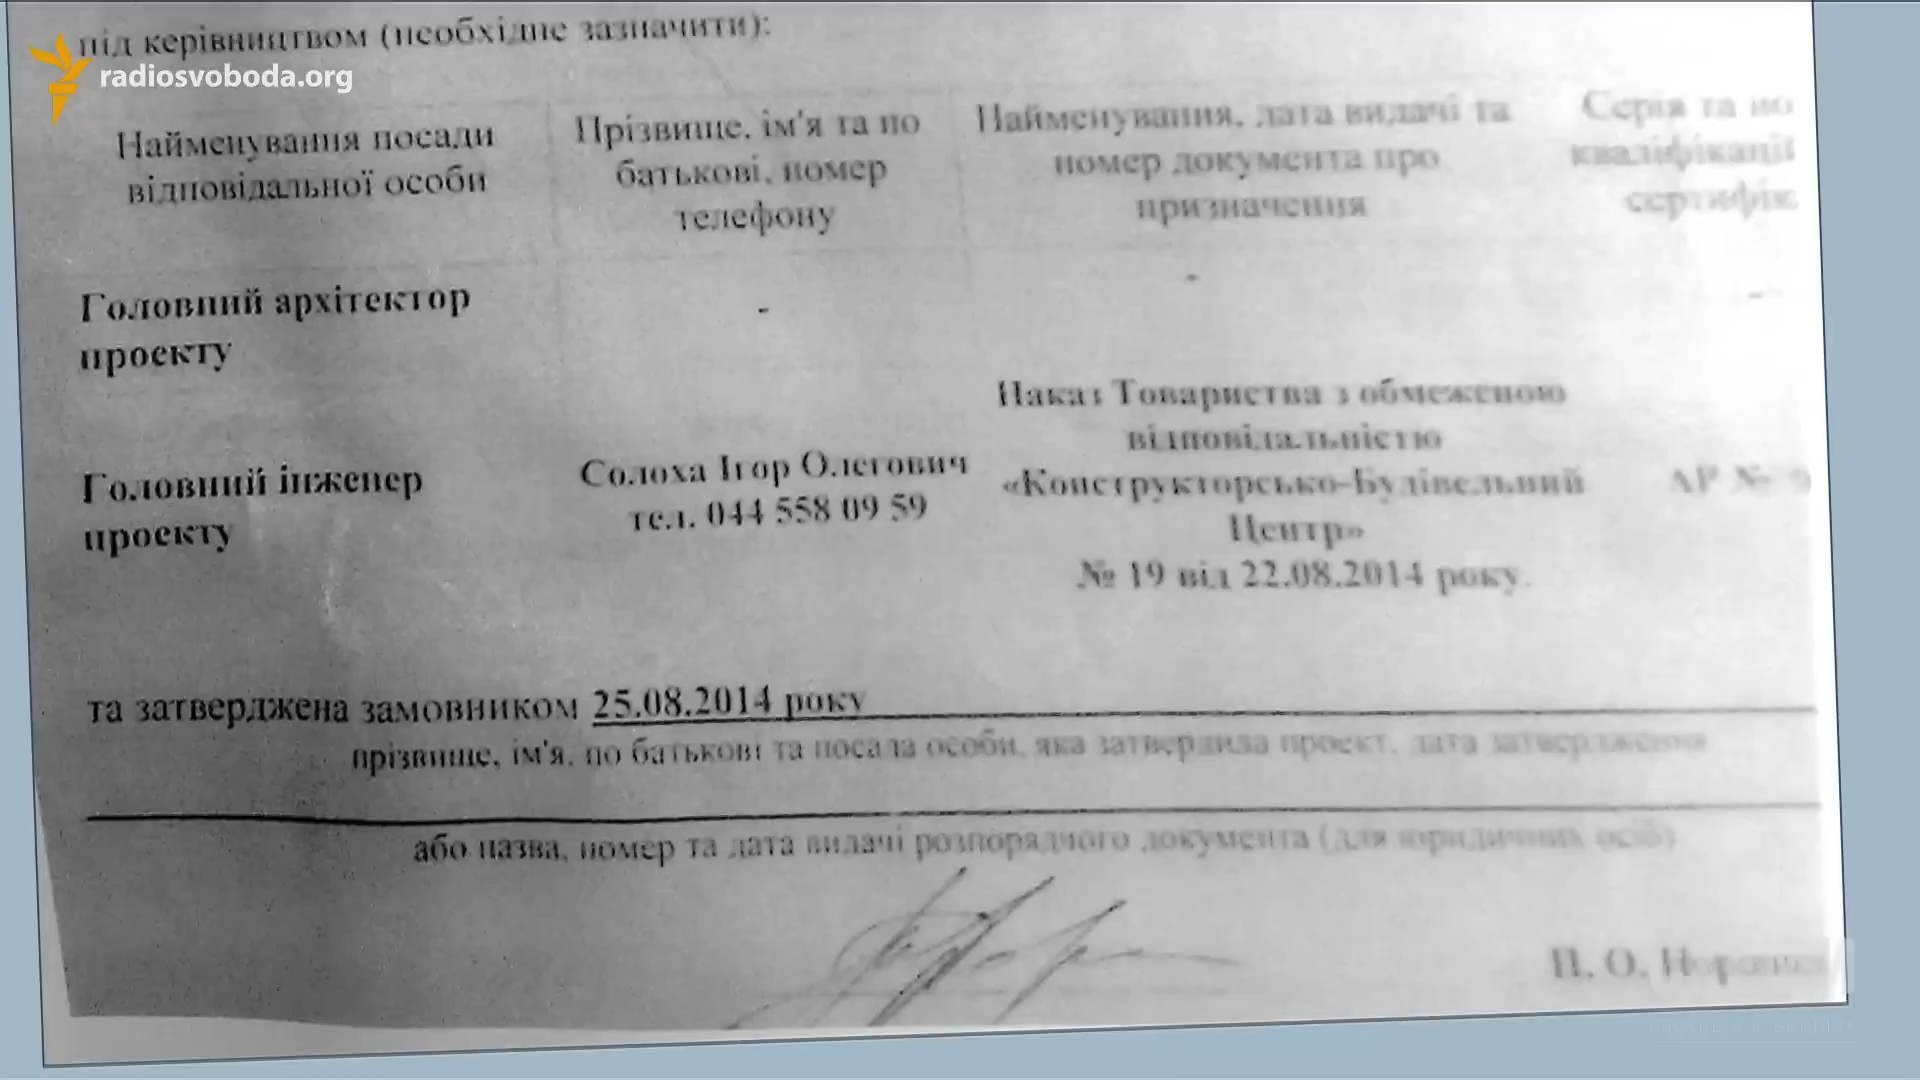 під керівництвом (необхідне зазначити):
radiosvoboda.org
Найменування посади
відповідальної особи
Прізвище, ім'я та по
батькові, номер
телефону
Найменування, дата видачі та
номер документа про
призначення
Серія та но
кваліфікації
сертифік
Головний архітектор
проекту
-
-
-
Головний інженер
проекту
Солоха Ігор Олегович
тел. 044 558 09 59
Наказ Товариства з обмеженою
відповідальністю
«Конструкторсько-Будівельний
Центр»
№ 19 від 22.08.2014 року.
АР №
та затверджена замовником 25.08.2014 року
прізвище, ім'я, по батькові та посада особи, яка затвердила проект, дата затвердження
або назва, номер та дата видачі розпорядчого документа (для юридичних осіб)
П. О.